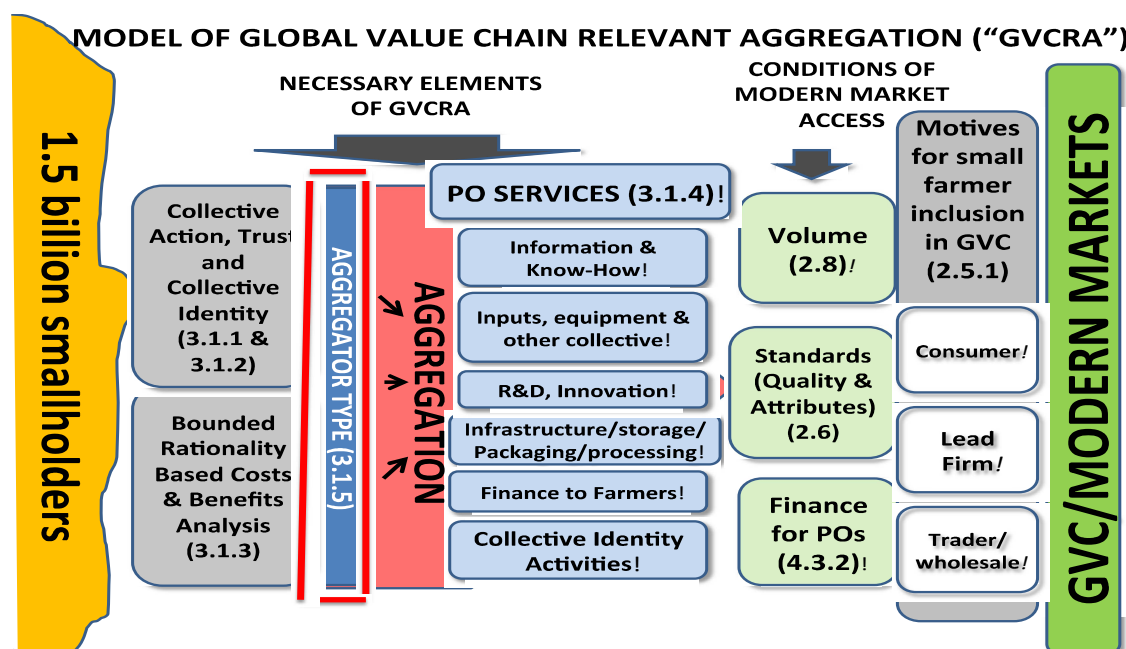 MODEL OF GLOBAL VALUE CHAIN RELEVANT AGGREGATION (“GVCRA”)
NECESSARY ELEMENTS
OF GVCRA
CONDITIONS OF
MODERN MARKET
ACCESS
1.5 billion smallholders
Collective
Action, Trust
and
Collective
Identity
(3.1.1 &
3.1.2)
Bounded
Rationality
Based Costs
& Benefits
Analysis
(3.1.3)
AGGREGATOR TYPE (3.1.5)
AGGREGATION
PO SERVICES (3.1.4)!
Information &
Know-How!
Inputs, equipment &
other collective!
R&D, Innovation!
Infrastructure/storage/
Packaging/processing!
Finance to Farmers!
Collective Identity
Activities!
Volume
(2.8)!
Standards
(Quality &
Attributes)
(2.6)
Finance
for POs
(4.3.2)!
Motives
for small
farmer
inclusion
in GVC
(2.5.1)
Consumer!
Lead
Firm!
Trader/
wholesale!
GVC/MODERN MARKETS